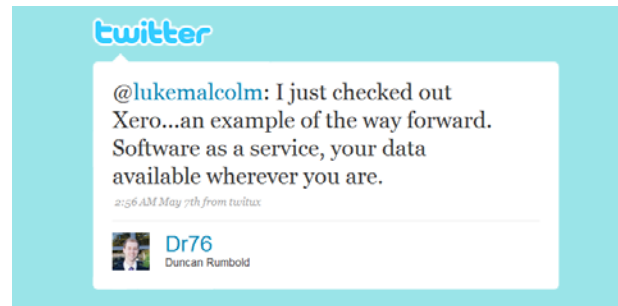 twitter
@lukemalcolm: I just checked out
Xero...an example of the way forward.
Software as a service, your data
available wherever you are.
2:56 AM May 7th from twitux
Dr76
Duncan Rumbold